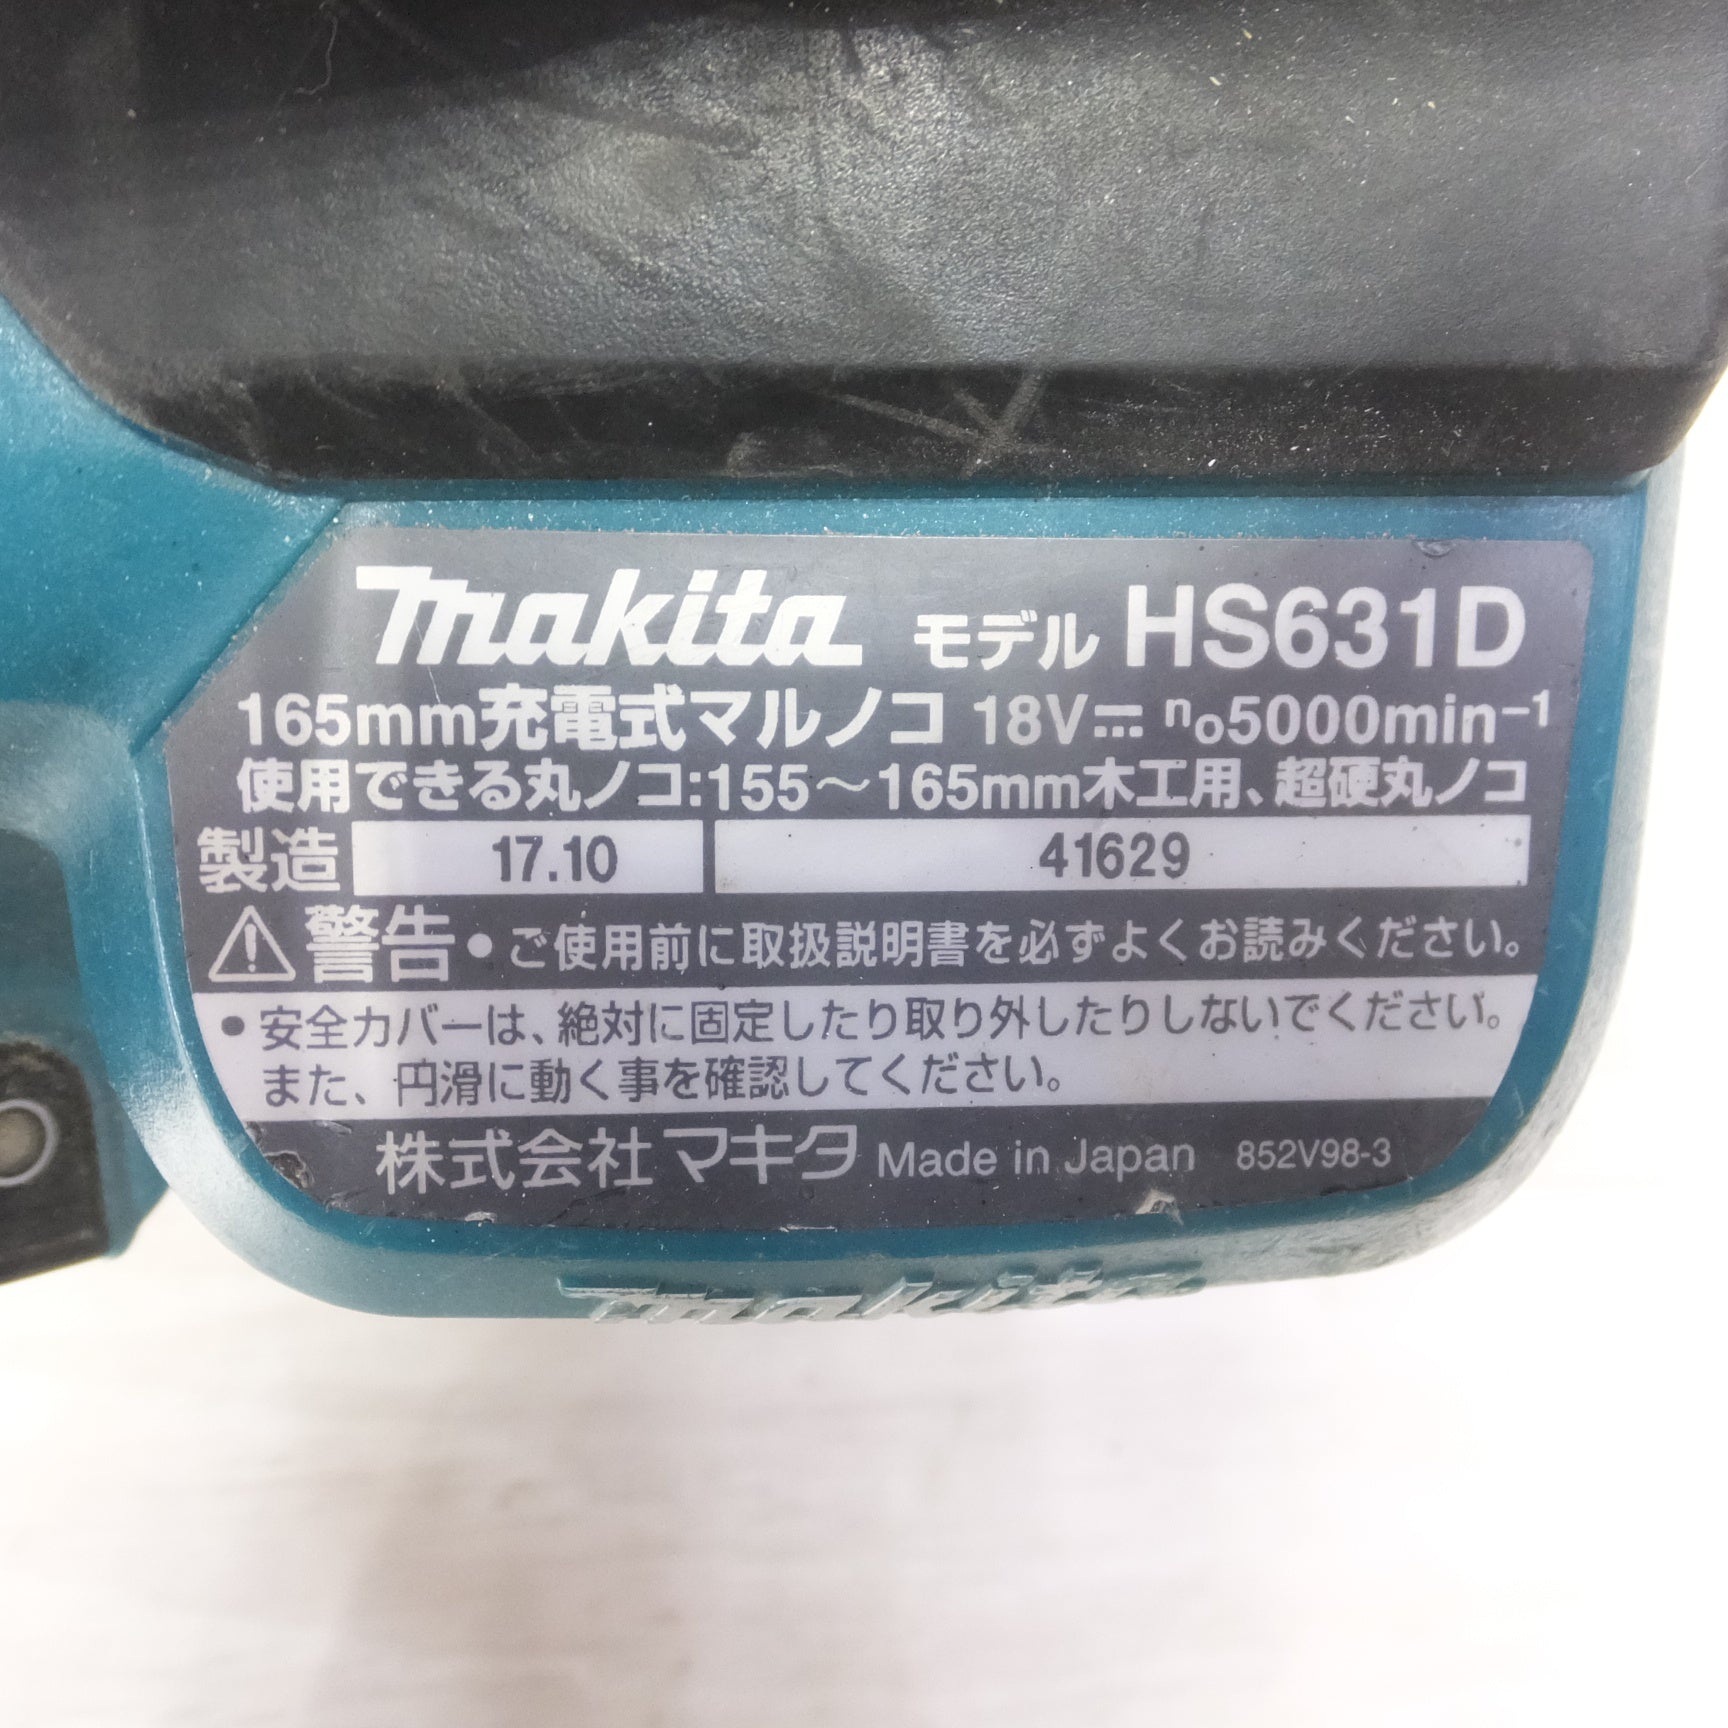 makita モデル HS631D
165mm充電式マルノコ 18V⎓ n₀5000min⁻¹
使用できる丸ノコ:155〜165mm木工用、超硬丸ノコ
製造 17.10 41629
⚠警告 • ご使用前に取扱説明書を必ずよくお読みください。
• 安全カバーは、絶対に固定したり取り外したりしないでください。
また、円滑に動く事を確認してください。
株式会社マキタ Made in Japan 852V98-3
makita